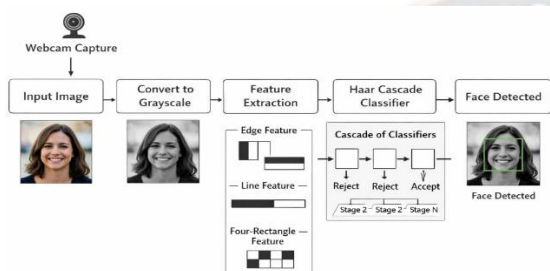 Webcam Capture
Input Image
Convert to
Grayscale
Feature
Extraction
Haar Cascade
Classifier
Face Detected
Edge Feature
Line Feature
Four-Rectangle
Feature
Cascade of Classifiers
Reject
Reject
Accept
Stage 2
Stage 2
Stage N
Face Detected